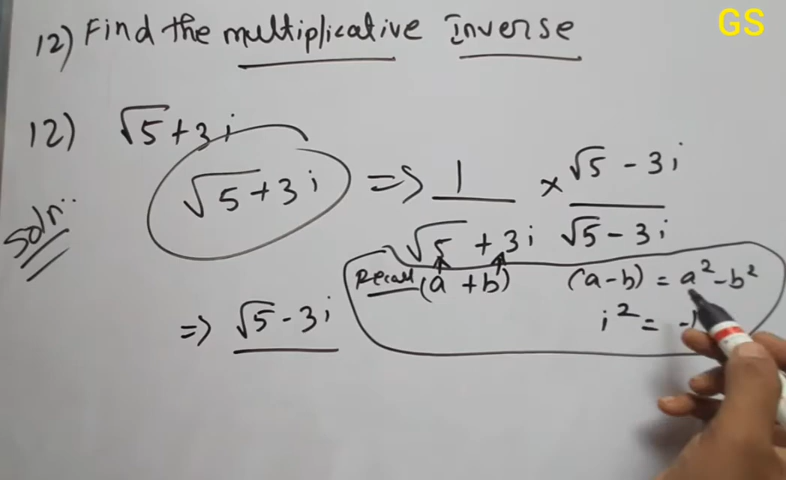 GS
12) Find the multiplicative Inverse
12) √5 + 3i
Soln:
√5 + 3i => 1 / √5 + 3i × √5 - 3i / √5 - 3i
Recall (a + b) (a - b) = a² - b²
i² = -1
=> √5 - 3i